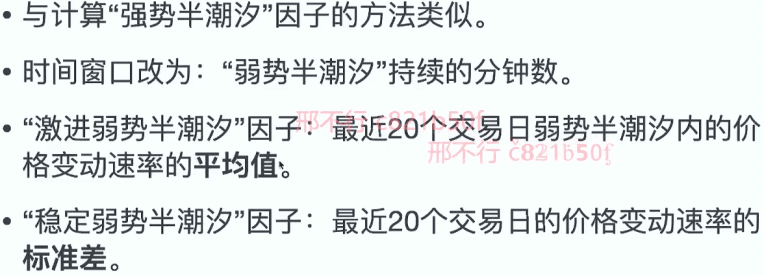 • 与计算“强势半潮汐”因子的方法类似。
• 时间窗口改为：“弱势半潮汐”持续的分钟数。
• “激进弱势半潮汐”因子：最近20个交易日弱势半潮汐内的价
格变动速率的平均值。
• “稳定弱势半潮汐”因子：最近20个交易日的价格变动速率的
标准差。
邢不行
邢不行